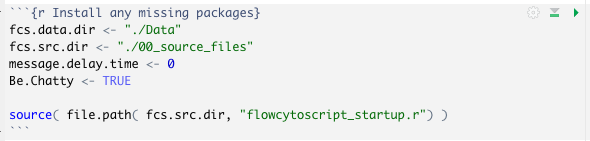 ```{r Install any missing packages}
fcs.data.dir <- "./Data"
fcs.src.dir <- "./00_source_files"
message.delay.time <- 0
Be.Chatty <- TRUE
source( file.path( fcs.src.dir, "flowcytoscript_startup.r") )
```